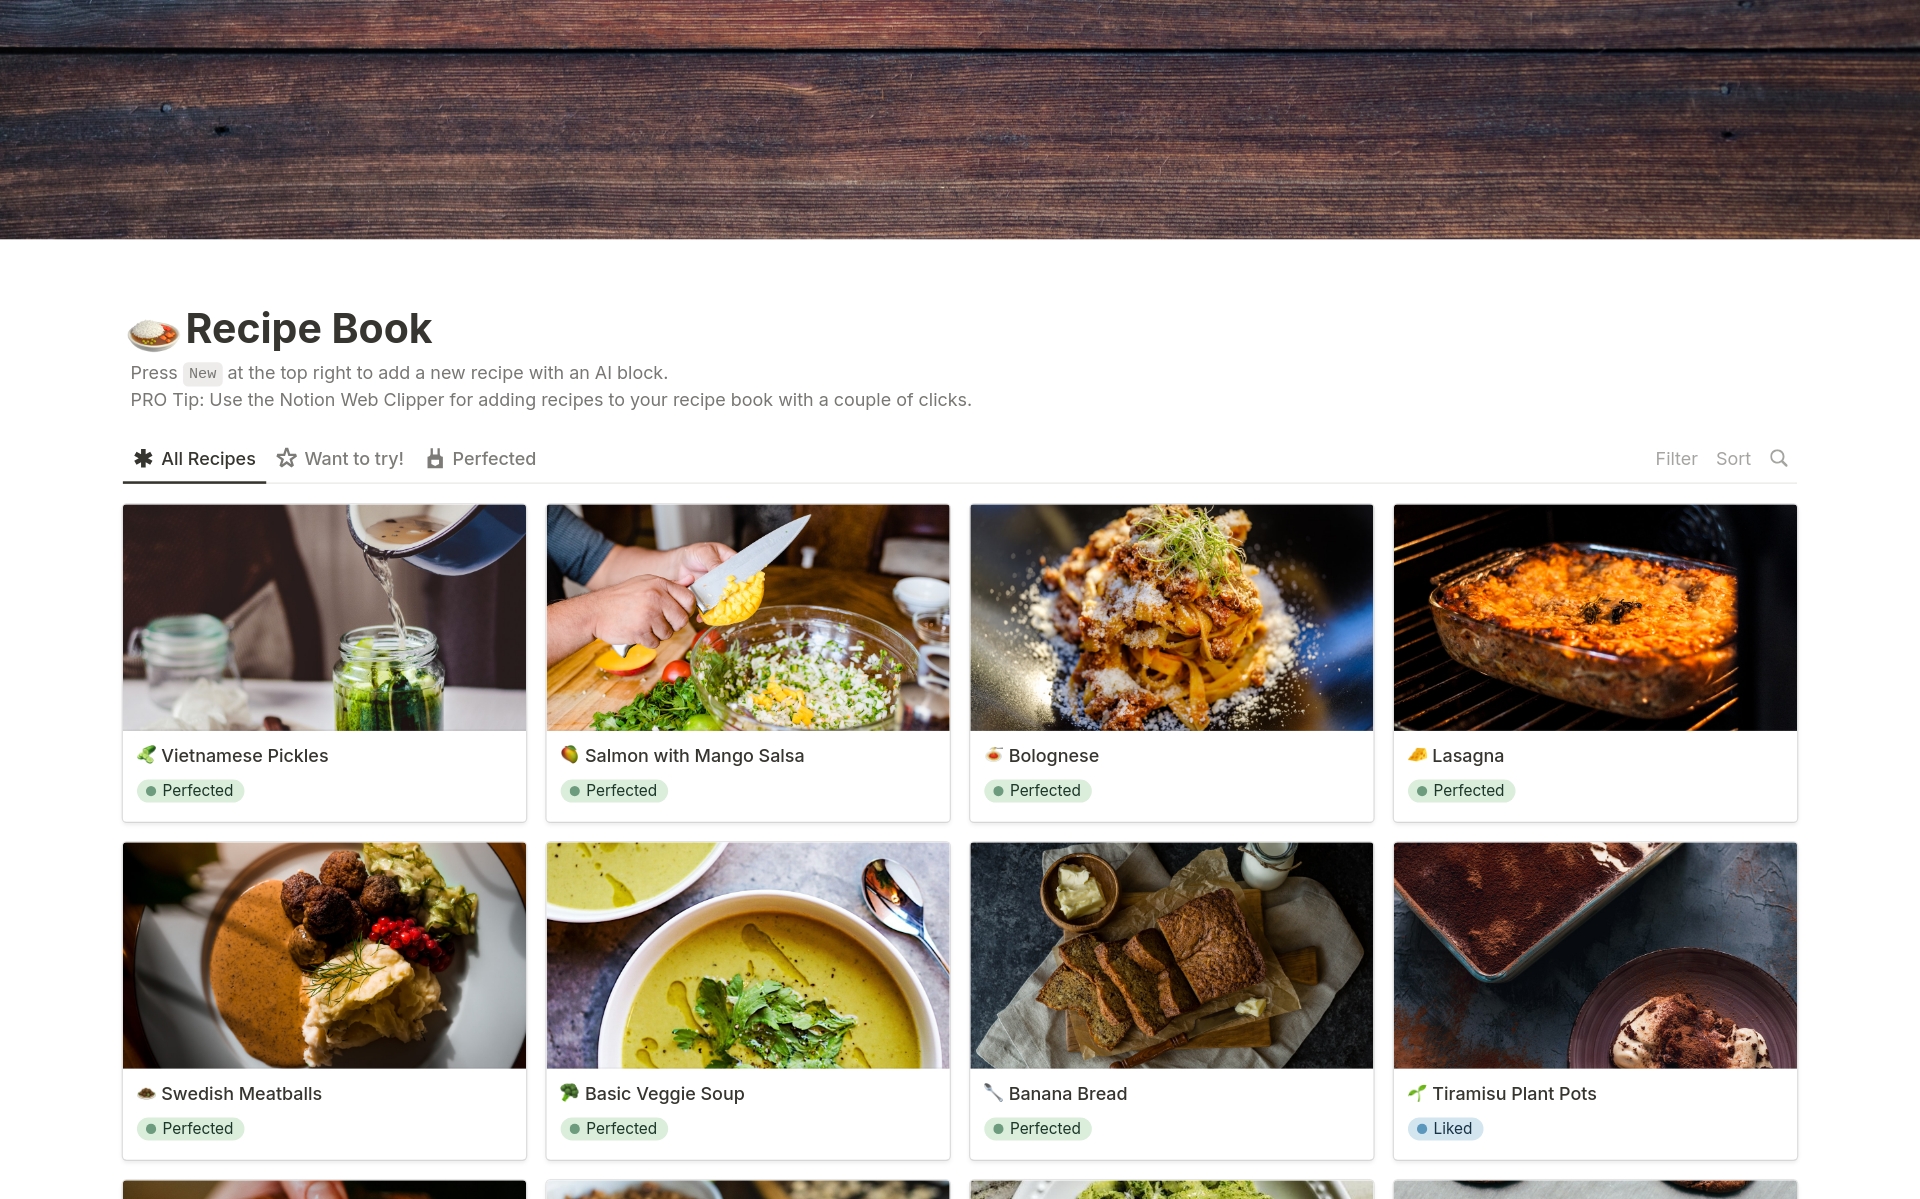 Recipe Book
Press New at the top right to add a new recipe with an AI block.
PRO Tip: Use the Notion Web Clipper for adding recipes to your recipe book with a couple of clicks.
All Recipes Want to try! Perfected Filter Sort
Vietnamese Pickles
Perfected
Salmon with Mango Salsa
Perfected
Bolognese
Perfected
Lasagna
Perfected
Swedish Meatballs
Perfected
Basic Veggie Soup
Perfected
Banana Bread
Perfected
Tiramisu Plant Pots
Liked